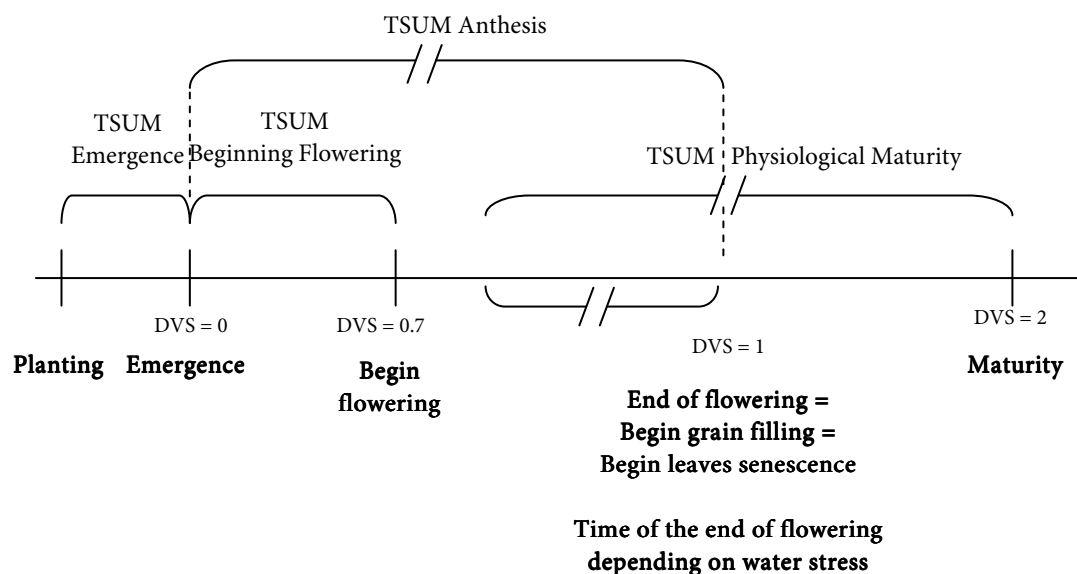 TSUM Anthesis
TSUM
Emergence
TSUM
Beginning Flowering
TSUM Physiological Maturity
DVS = 0
DVS = 0.7
DVS = 1
DVS = 2
Planting
Emergence
Begin
flowering
End of flowering =
Begin grain filling =
Begin leaves senescence
Maturity
Time of the end of flowering
depending on water stress